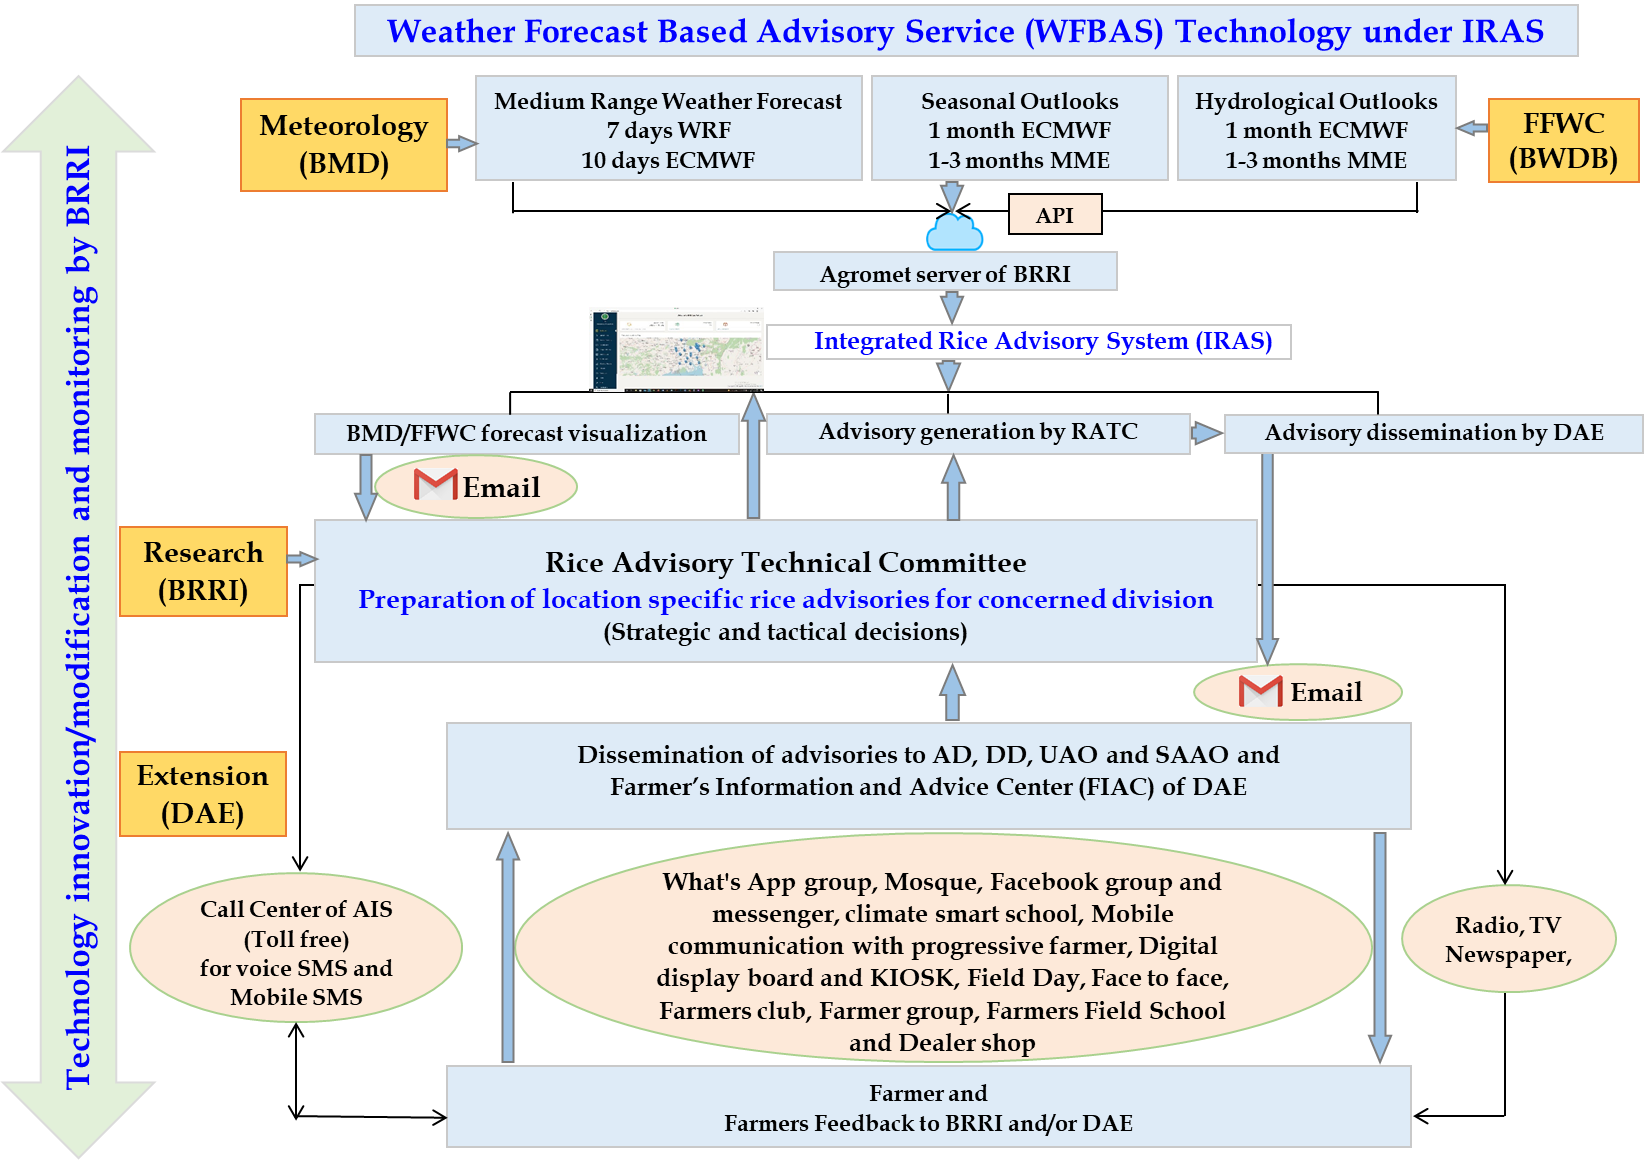 Weather Forecast Based Advisory Service (WFBAS) Technology under IRAS
Technology innovation/modification and monitoring by BRRI
Meteorology
(BMD)
Medium Range Weather Forecast
7 days WRF
10 days ECMWF
Seasonal Outlooks
1 month ECMWF
1-3 months MME
Hydrological Outlooks
1 month ECMWF
1-3 months MME
FFWC
(BWDB)
API
Agromet server of BRRI
Integrated Rice Advisory System (IRAS)
BMD/FFWC forecast visualization
Advisory generation by RATC
Advisory dissemination by DAE
Email
Research
(BRRI)
Rice Advisory Technical Committee
Preparation of location specific rice advisories for concerned division
(Strategic and tactical decisions)
Email
Extension
(DAE)
Dissemination of advisories to AD, DD, UAO and SAAO and
Farmer’s Information and Advice Center (FIAC) of DAE
Call Center of AIS
(Toll free)
for voice SMS and
Mobile SMS
What's App group, Mosque, Facebook group and
messenger, climate smart school, Mobile
communication with progressive farmer, Digital
display board and KIOSK, Field Day, Face to face,
Farmers club, Farmer group, Farmers Field School
and Dealer shop
Radio, TV
Newspaper,
Farmer and
Farmers Feedback to BRRI and/or DAE